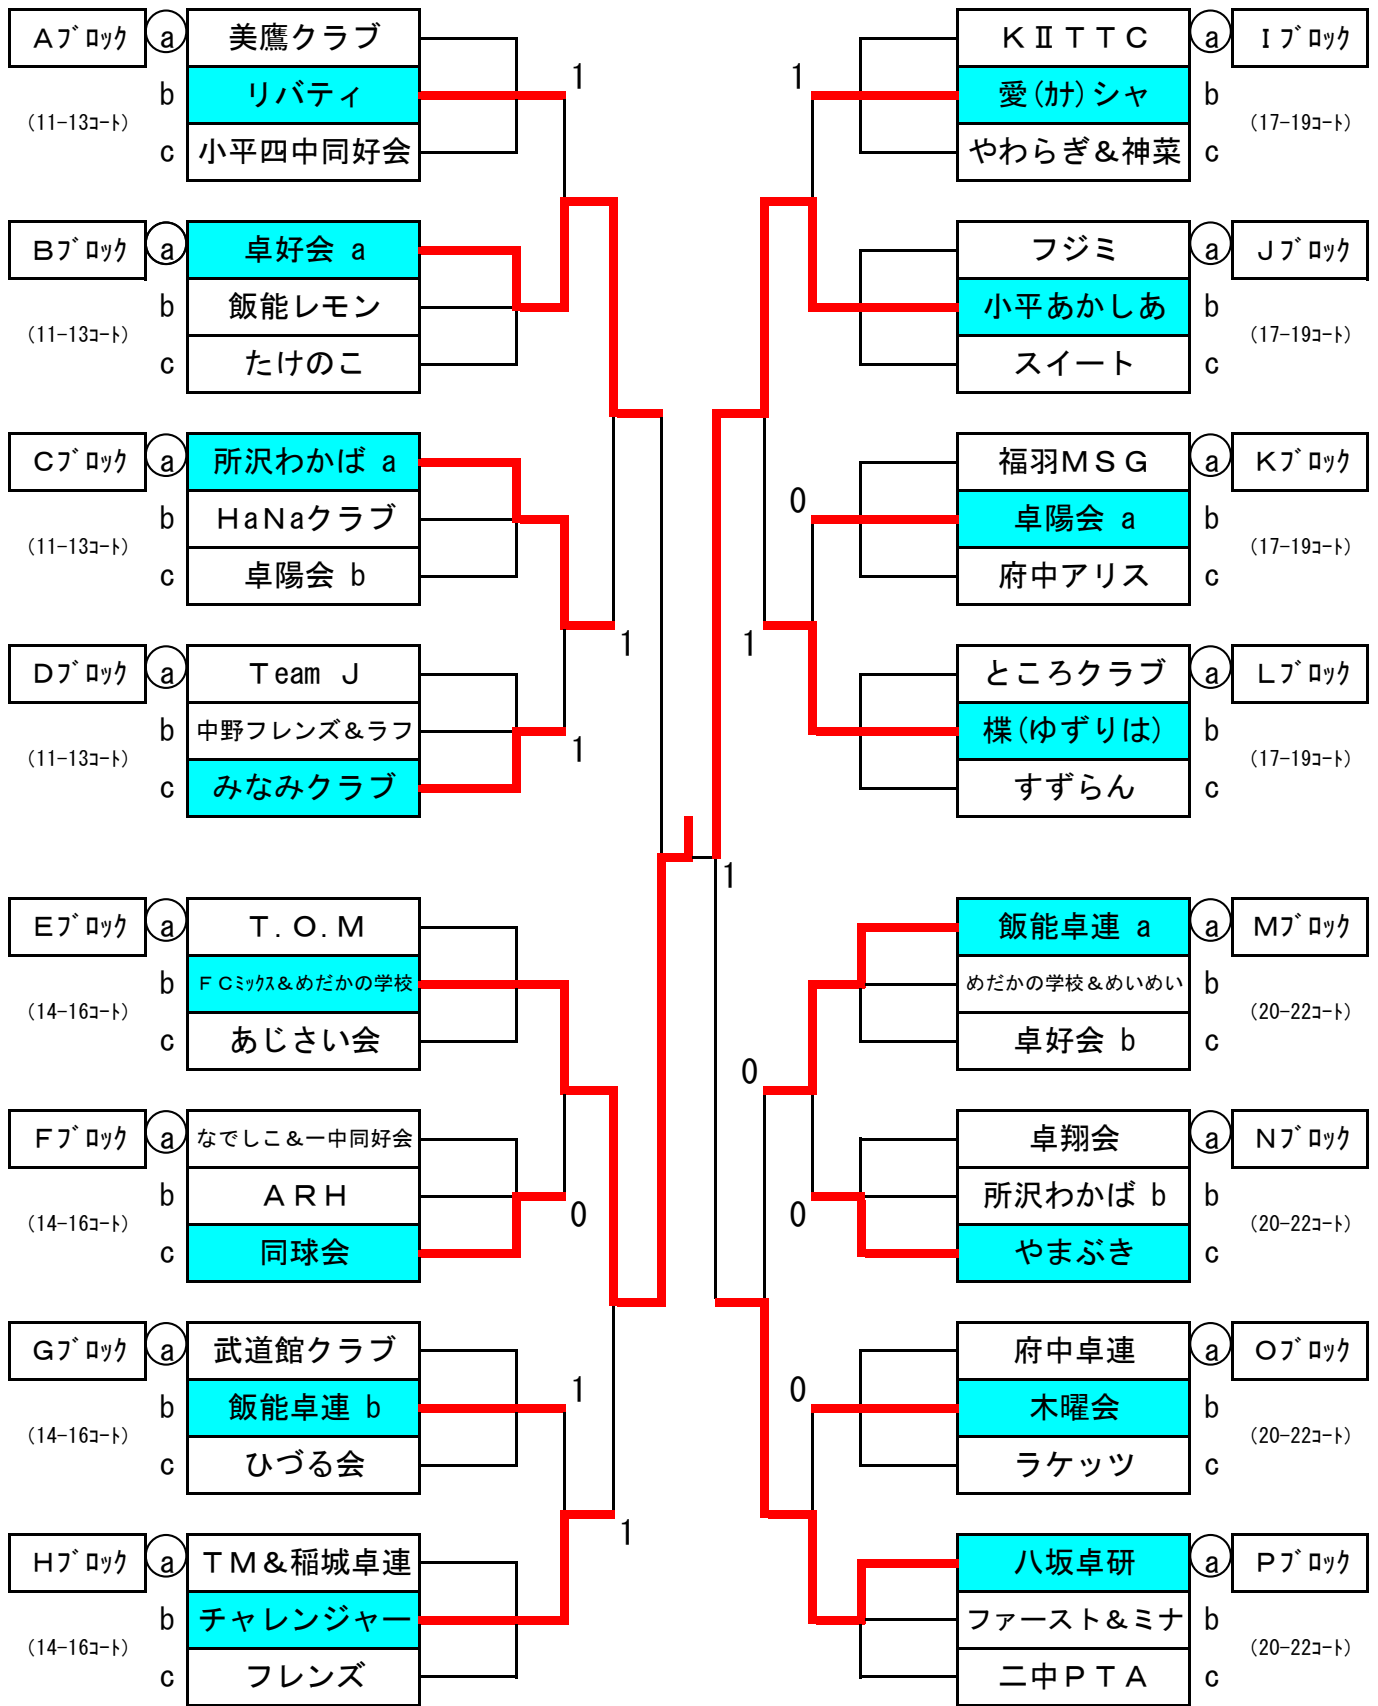 Aブロック a 美鷹クラブ
b リバティ
(11-13コート)
c 小平四中同好会
1
Bブロック a 卓好会 a
b 飯能レモン
(11-13コート)
c たけのこ
Cブロック a 所沢わかば a
b HaNaクラブ
(11-13コート)
c 卓陽会 b
1
Dブロック a Team J
b 中野フレンズ&ラフ
(11-13コート)
c みなみクラブ
1
Eブロック a T.O.M
b FCミックス&めだかの学校
(14-16コート)
c あじさい会
Fブロック a なでしこ&一中同好会
b ARH
(14-16コート)
c 同球会
0
Gブロック a 武道館クラブ
b 飯能卓連 b
(14-16コート)
c ひづる会
1
Hブロック a TM&稲城卓連
b チャレンジャー
(14-16コート)
c フレンズ
1
1
KⅡTTC a Iブロック
愛(カナ)シャ b
(17-19コート)
やわらぎ&神菜 c
1
フジミ a Jブロック
小平あかしあ b
(17-19コート)
スイート c
福羽MSG a Kブロック
卓陽会 a b
(17-19コート)
府中アリス c
0
1
ところクラブ a Lブロック
楪(ゆずりは) b
(17-19コート)
すずらん c
飯能卓連 a a Mブロック
めだかの学校&めいめい b
(20-22コート)
卓好会 b c
0
卓翔会 a Nブロック
所沢わかば b b
(20-22コート)
やまぶき c
0
府中卓連 a Oブロック
木曜会 b
(20-22コート)
ラケッツ c
0
八坂卓研 a Pブロック
ファースト&ミナ b
(20-22コート)
二中PTA c